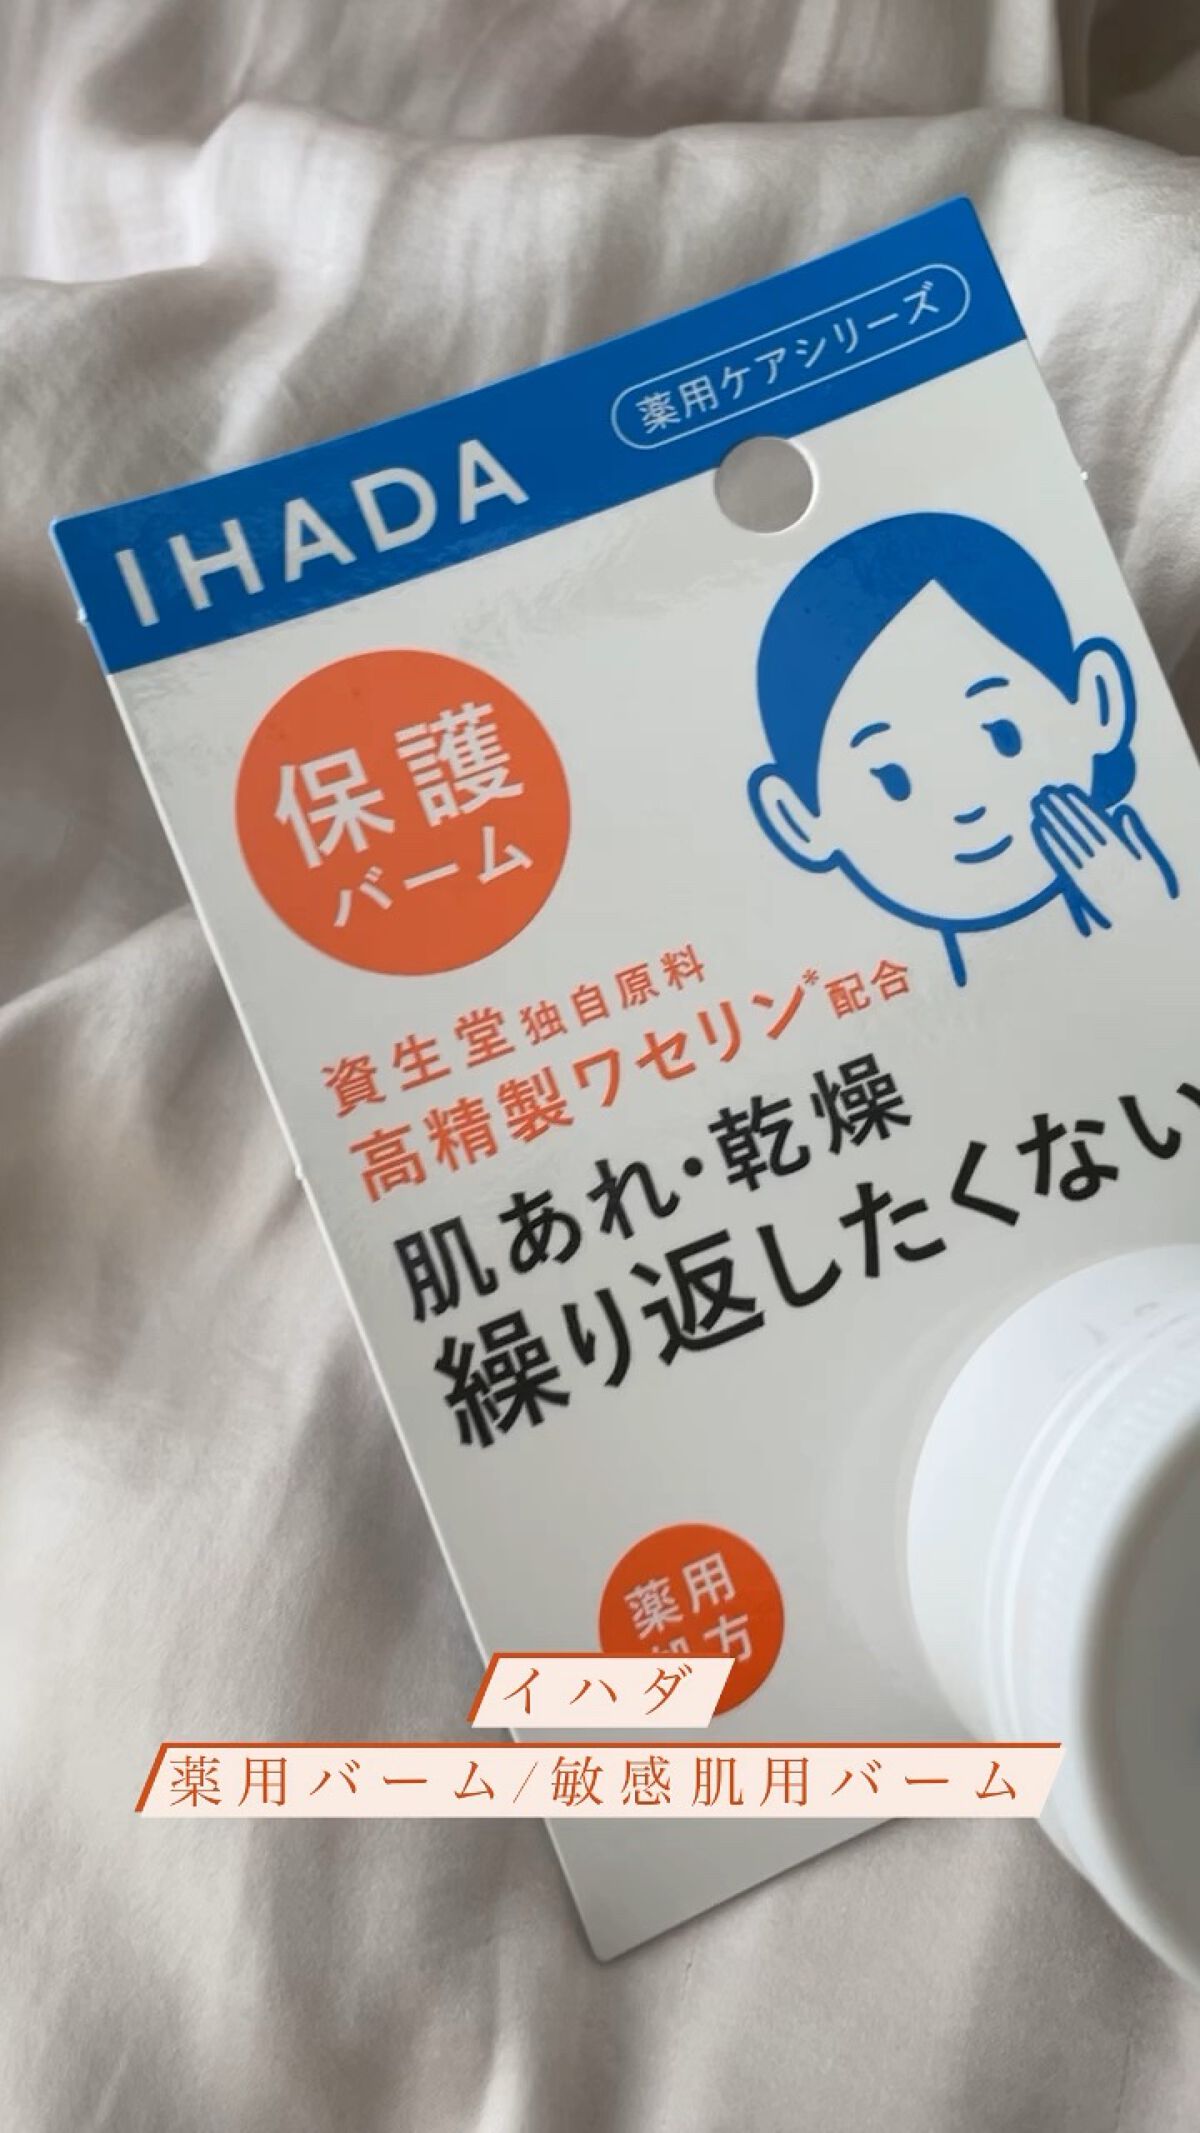 IHADA
薬用ケアシリーズ
保護
バーム
資生堂独自原料
高精製ワセリン*配合
肌あれ・乾燥
繰り返したくない
薬用
処方
イハダ
薬用バーム/敏感肌用バーム